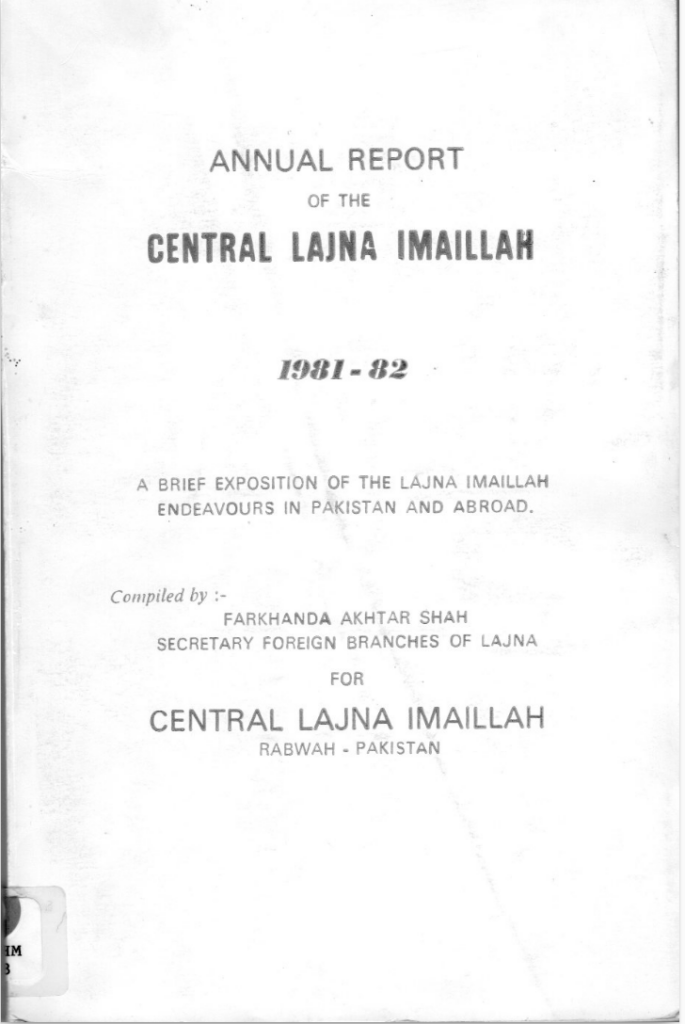 ANNUAL REPORT
OF THE
CENTRAL LAJNA IMAILLAH
1981 - 82
A BRIEF EXPOSITION OF THE LAJNA IMAILLAH
ENDEAVOURS IN PAKISTAN AND ABROAD.
Compiled by :-
FARKHANDA AKHTAR SHAH
SECRETARY FOREIGN BRANCHES OF LAJNA
FOR
CENTRAL LAJNA IMAILLAH
RABWAH - PAKISTAN